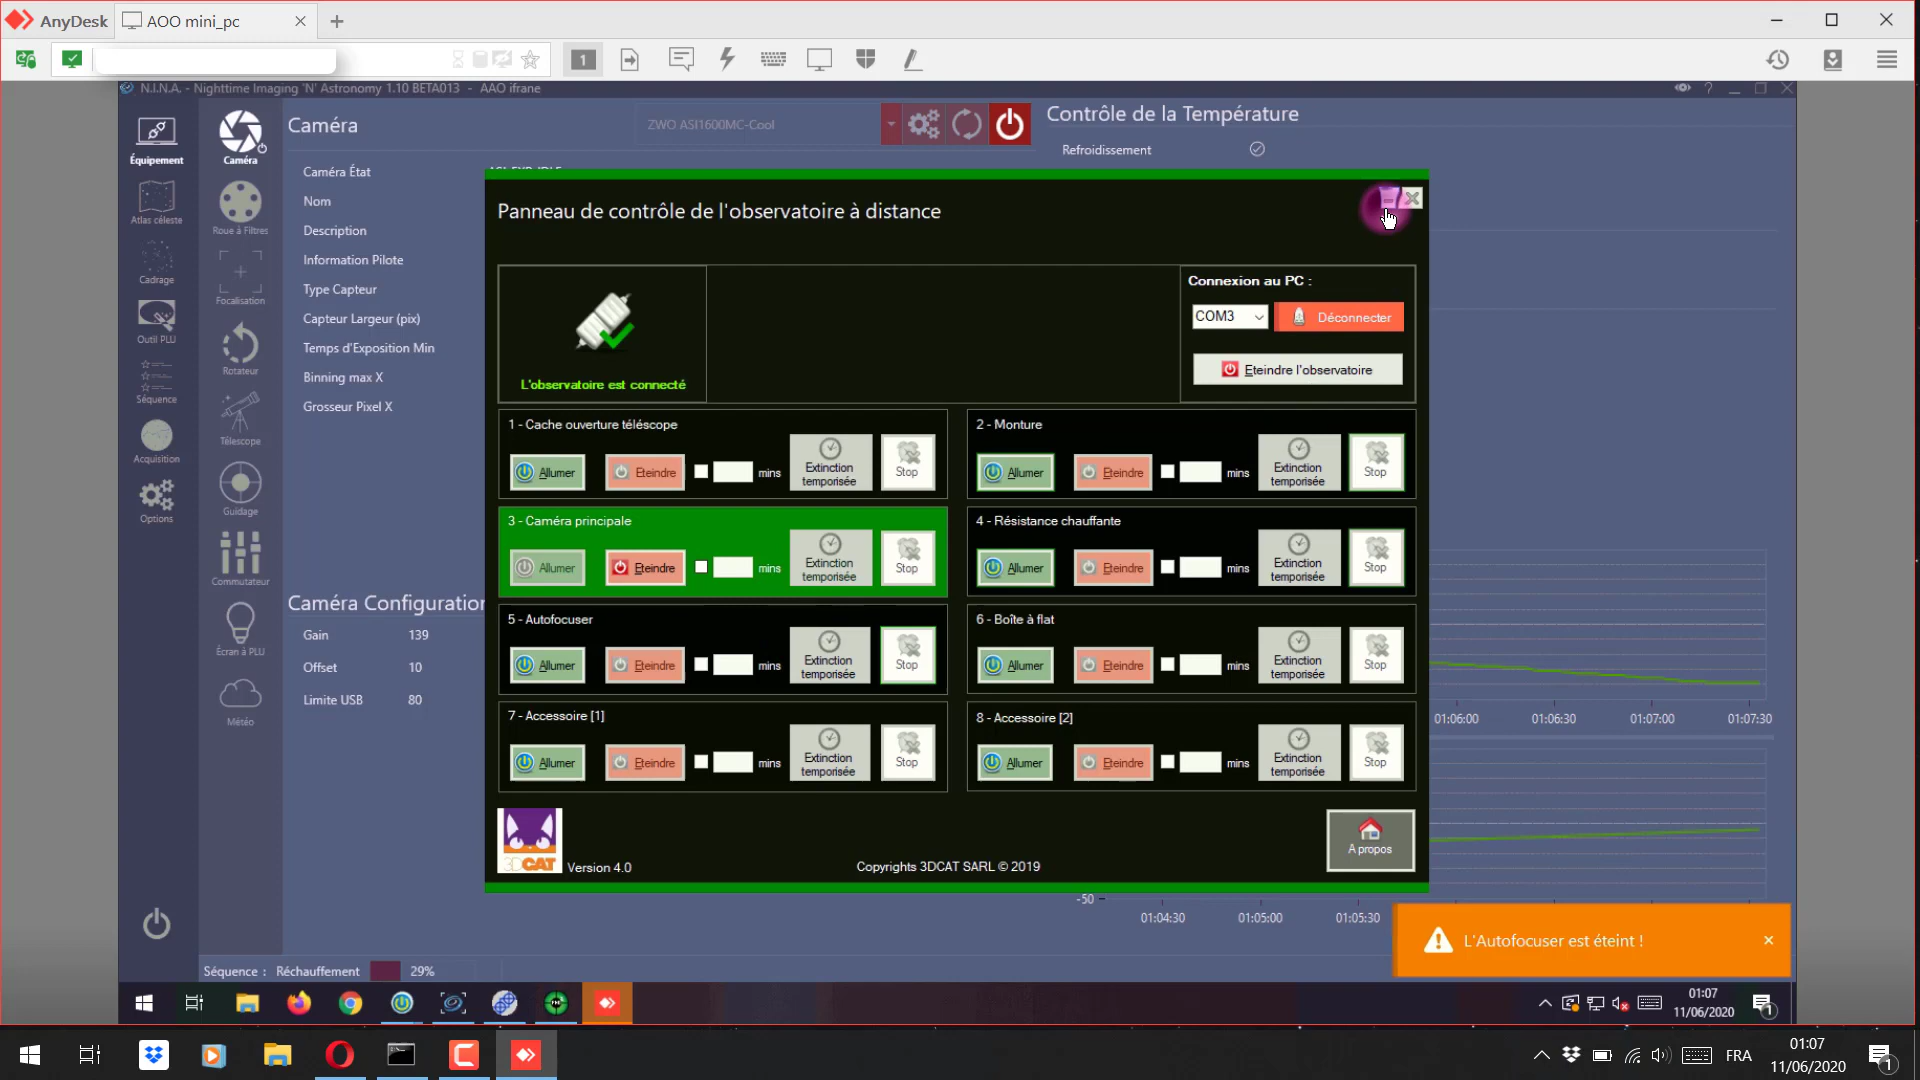 AnyDesk
AOO mini_pc
1
N.I.N.A. - Nighttime Imaging 'N' Astronomy 1.10 BETA013 - AAO ifrane
Équipement
Atlas céleste
Cadrage
Outil PLU
Séquence
Acquisition
Options
Caméra
Roue à Filtres
Focalisation
Rotateur
Télescope
Guidage
Commutateur
Écran à PLU
Météo
Caméra
ZWO ASI1600MC-Cool
Caméra État
Nom
Description
Information Pilote
Type Capteur
Capteur Largeur (pix)
Temps d'Exposition Min
Binning max X
Grosseur Pixel X
Caméra Configuration
Gain 139
Offset 10
Limite USB 80
Contrôle de la Température
Refroidissement
Panneau de contrôle de l'observatoire à distance
L'observatoire est connecté
Connexion au PC :
COM3
Déconnecter
Eteindre l'observatoire
1 - Cache ouverture téléscope
Allumer Eteindre mins Extinction temporisée Stop
2 - Monture
Allumer Eteindre mins Extinction temporisée Stop
3 - Caméra principale
Allumer Eteindre mins Extinction temporisée Stop
4 - Résistance chauffante
Allumer Eteindre mins Extinction temporisée Stop
5 - Autofocuser
Allumer Eteindre mins Extinction temporisée Stop
6 - Boîte à flat
Allumer Eteindre mins Extinction temporisée Stop
7 - Accessoire [1]
Allumer Eteindre mins Extinction temporisée Stop
8 - Accessoire [2]
Allumer Eteindre mins Extinction temporisée Stop
3DCAT
Version 4.0
Copyrights 3DCAT SARL © 2019
A propos
01:06:00 01:06:30 01:07:00 01:07:30
-50
01:04:30 01:05:00 01:05:30
L'Autofocuser est éteint !
Séquence : Réchauffement 29%
01:07
11/06/2020
1
FRA
01:07
11/06/2020
1